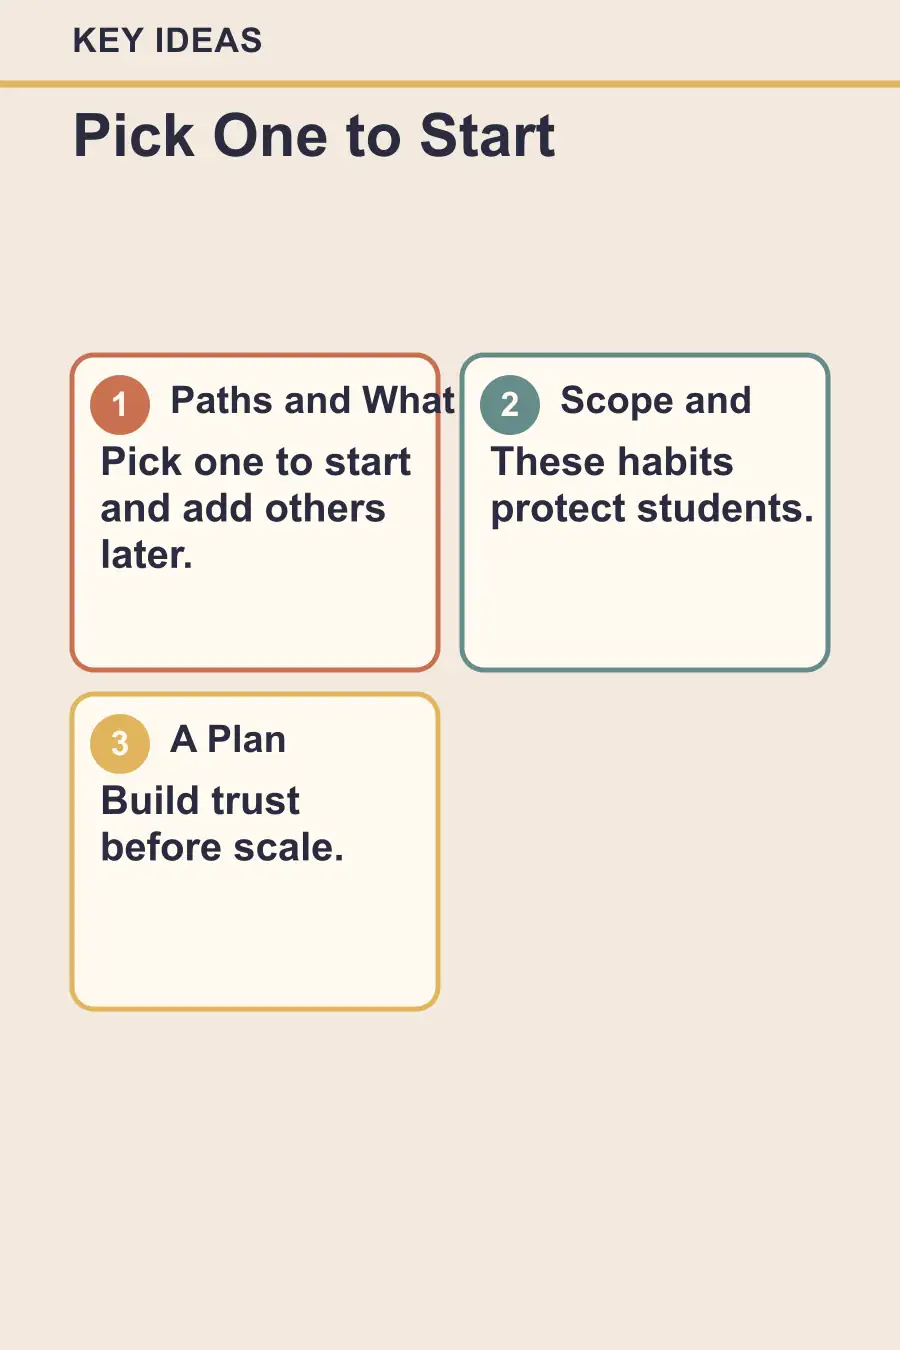 KEY IDEAS
Pick One to Start
1 Paths and What
Pick one to start
and add others
later.
2 Scope and
These habits
protect students.
3 A Plan
Build trust
before scale.